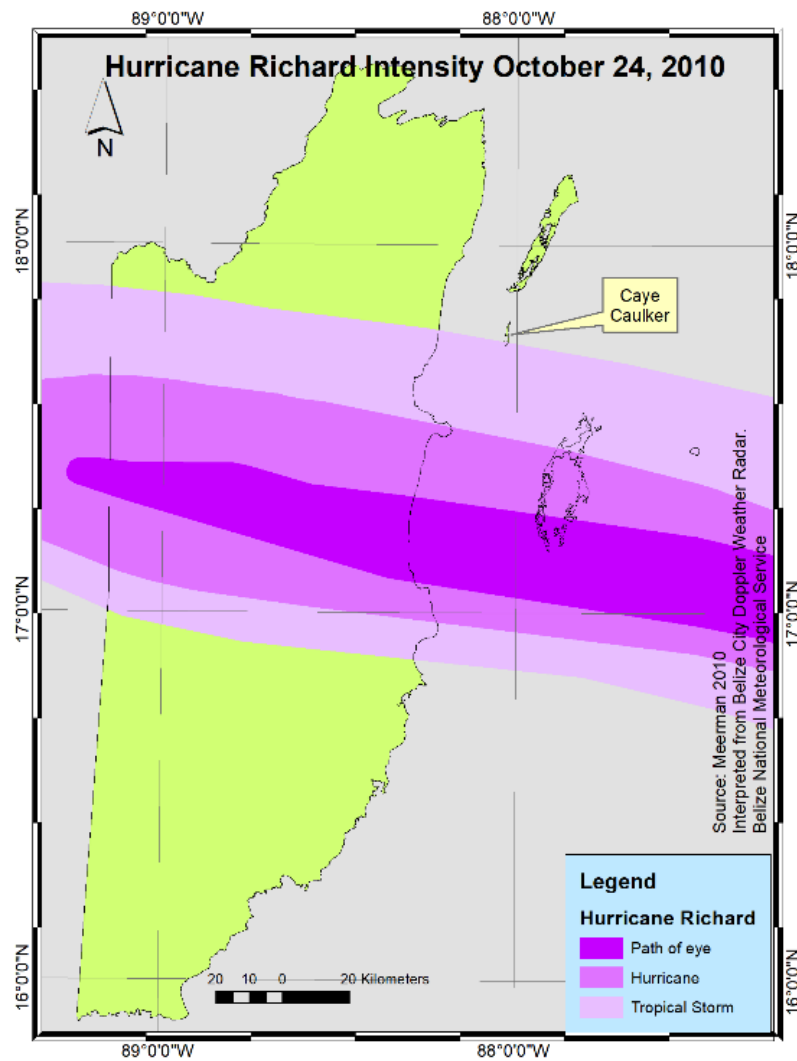 89°0'0"W 88°0'0"W
Hurricane Richard Intensity October 24, 2010
N
18°0'0"N 18°0'0"N
Caye
Caulker
17°0'0"N 17°0'0"N
Source: Meerman 2010
Interpreted from Belize City Doppler Weather Radar.
Belize National Meteorological Service
Legend
Hurricane Richard
Path of eye
Hurricane
Tropical Storm
20 10 0 20 Kilometers
16°0'0"N 16°0'0"N
89°0'0"W 88°0'0"W